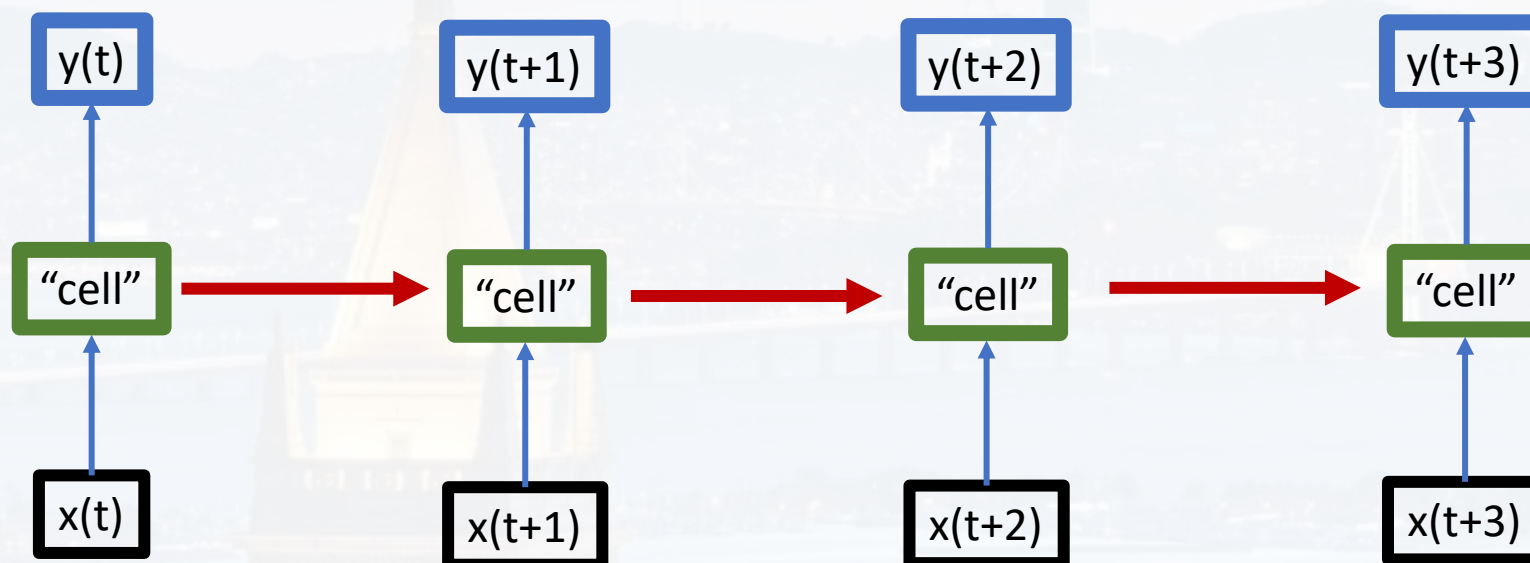 y(t)
y(t+1)
y(t+2)
y(t+3)
“cell”
“cell”
“cell”
“cell”
x(t)
x(t+1)
x(t+2)
x(t+3)